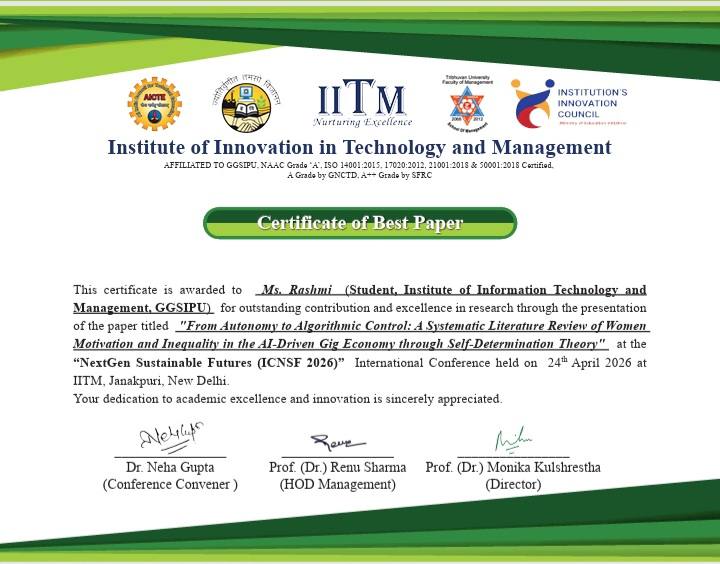 AICTE
IITM
Nurturing Excellence
Tribhuvan University
Faculty of Management
2068 2012
School Of Management
INSTITUTION'S
INNOVATION
COUNCIL
Institute of Innovation in Technology and Management
AFFILIATED TO GGSIPU, NAAC Grade 'A', ISO 14001:2015, 17020:2012, 21001:2018 & 50001:2018 Certified,
A Grade by GNCTD, A++ Grade by SFRC
Certificate of Best Paper
This certificate is awarded to Ms. Rashmi (Student, Institute of Information Technology and
Management, GGSIPU) for outstanding contribution and excellence in research through the presentation
of the paper titled "From Autonomy to Algorithmic Control: A Systematic Literature Review of Women
Motivation and Inequality in the AI-Driven Gig Economy through Self-Determination Theory" at the
“NextGen Sustainable Futures (ICNSF 2026)” International Conference held on 24th April 2026 at
IITM, Janakpuri, New Delhi.
Your dedication to academic excellence and innovation is sincerely appreciated.
Dr. Neha Gupta
(Conference Convener )
Prof. (Dr.) Renu Sharma
(HOD Management)
Prof. (Dr.) Monika Kulshrestha
(Director)